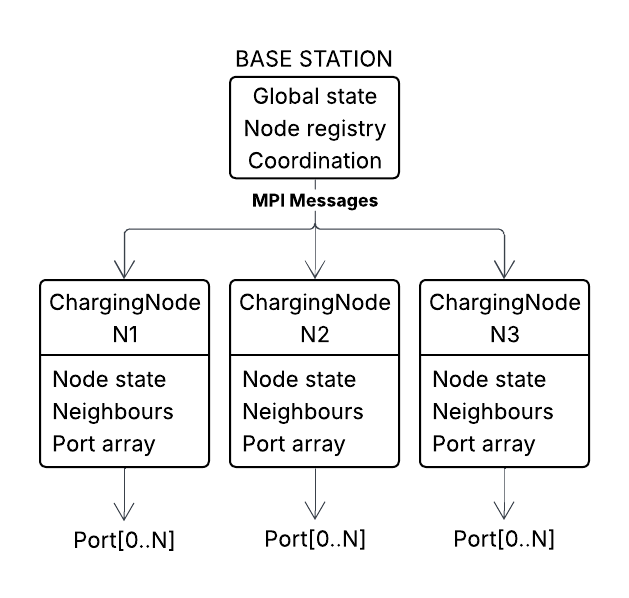 BASE STATION
Global state
Node registry
Coordination
MPI Messages
ChargingNode
N1
Node state
Neighbours
Port array
Port[0..N]
ChargingNode
N2
Node state
Neighbours
Port array
Port[0..N]
ChargingNode
N3
Node state
Neighbours
Port array
Port[0..N]